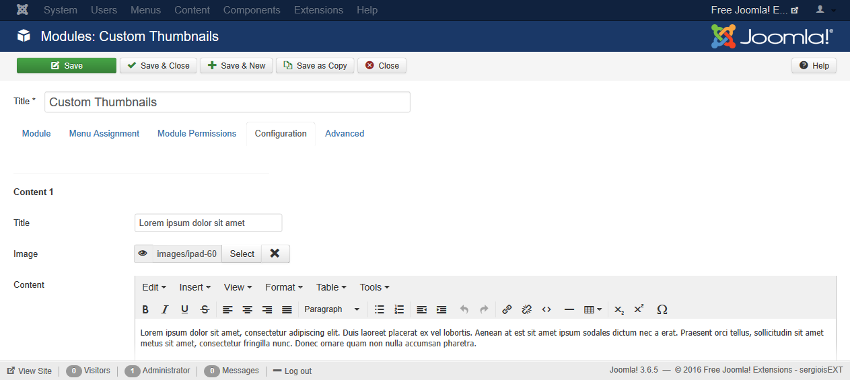 System Users Menus Content Components Extensions Help Free Joomla! E...
Modules: Custom Thumbnails Joomla!®
Save Save & Close Save & New Save as Copy Close Help
Title * Custom Thumbnails
Module Menu Assignment Module Permissions Configuration Advanced
Content 1
Title Lorem ipsum dolor sit amet
Image images/ipad-60 Select
Content Edit Insert View Format Table Tools
B I U S Paragraph x₂ x² Ω
Lorem ipsum dolor sit amet, consectetur adipiscing elit. Duis laoreet placerat ex vel lobortis. Aenean at est sit amet ipsum sodales dictum nec a erat. Praesent orci tellus, sollicitudin sit amet
metus sit amet, consectetur fringilla nunc. Donec ornare quam non nulla accumsan pharetra.
View Site 0 Visitors 1 Administrator 0 Messages Log out Joomla! 3.6.5 — © 2016 Free Joomla! Extensions - sergioisEXT